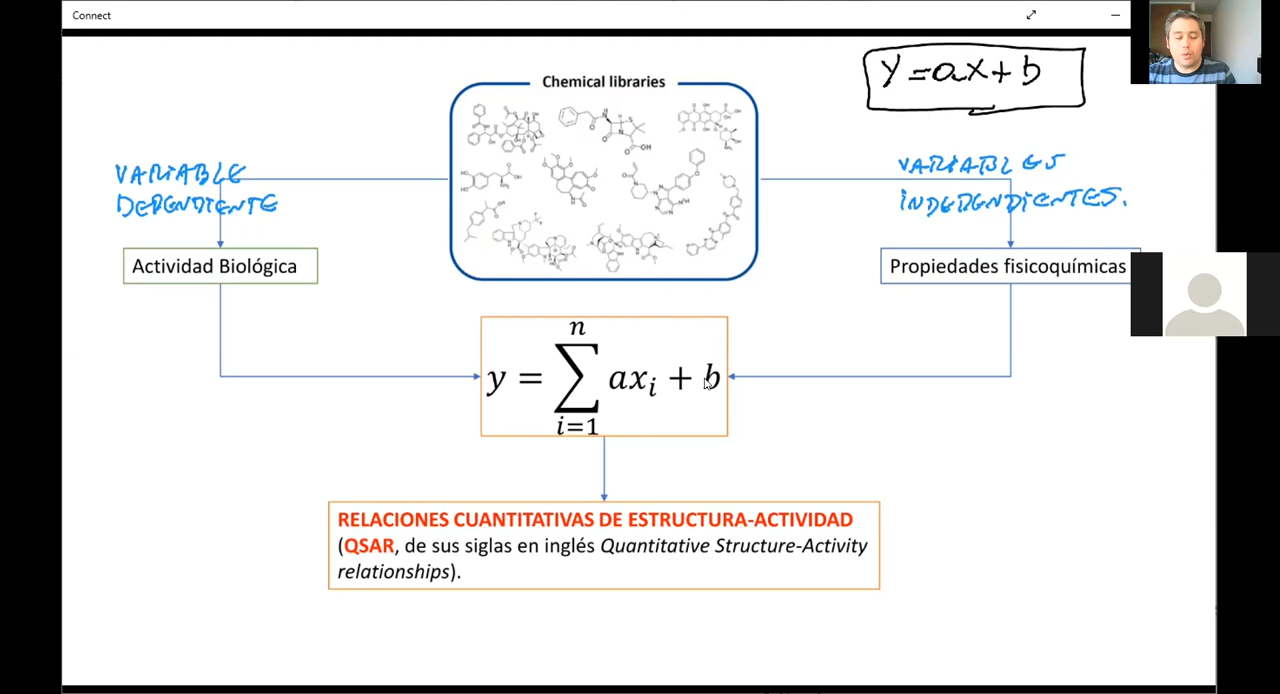 Connect
Y=ax+b
Chemical libraries
VARIABLE
DEPENDIENTE
VARIABLES
INDEPENDIENTES.
Actividad Biológica
Propiedades fisicoquímicas
n
y = ∑ axᵢ + b
i=1
RELACIONES CUANTITATIVAS DE ESTRUCTURA-ACTIVIDAD
(QSAR, de sus siglas en inglés Quantitative Structure-Activity
relationships).